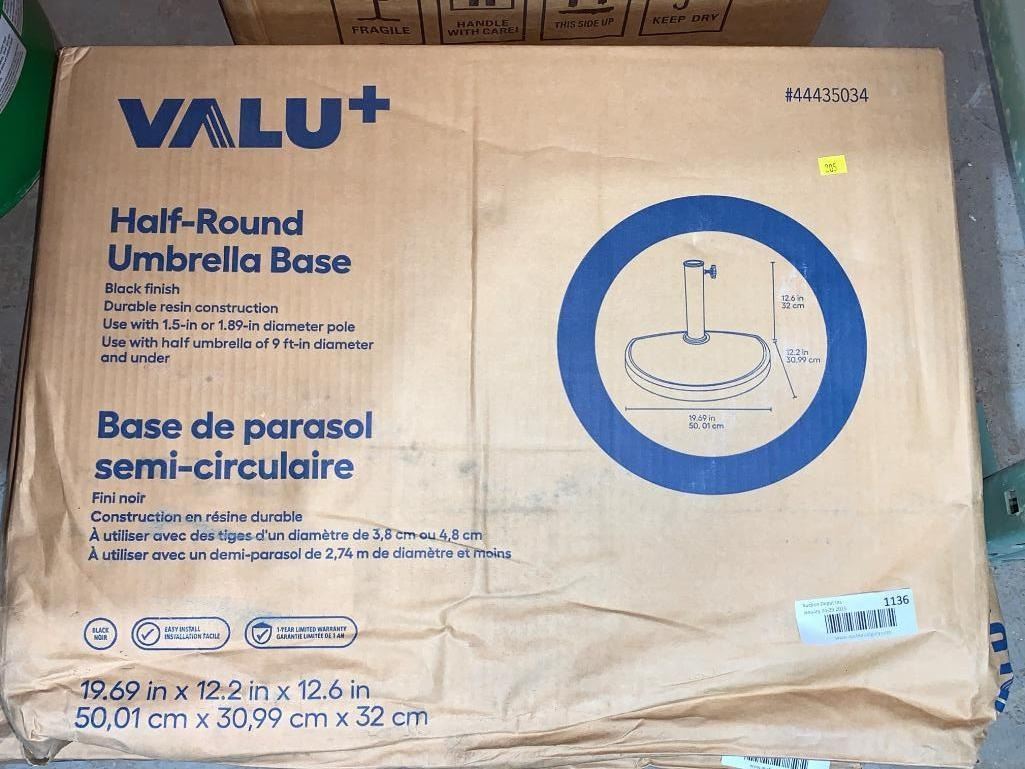 FRAGILE
HANDLE
WITH CARE!
THIS SIDE UP
KEEP DRY
VALU+
#44435034
205
Half-Round
Umbrella Base
Black finish
Durable resin construction
Use with 1.5-in or 1.89-in diameter pole
Use with half umbrella of 9 ft-in diameter
and under
12.6 in
32 cm
12.2 in
30,99 cm
19.69 in
50, 01 cm
Base de parasol
semi-circulaire
Fini noir
Construction en résine durable
À utiliser avec des tiges d'un diamètre de 3,8 cm ou 4,8 cm
À utiliser avec un demi-parasol de 2,74 m de diamètre et moins
1136
BLACK
NOIR
EASY INSTALL
INSTALLATION FACILE
1-YEAR LIMITED WARRANTY
GARANTIE LIMITÉE DE 1 AN
19.69 in x 12.2 in x 12.6 in
50,01 cm x 30,99 cm x 32 cm